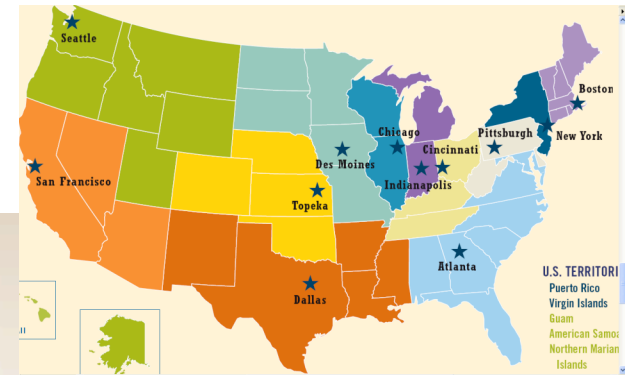 Seattle
Boston
Chicago
Pittsburgh
New York
Cincinnati
Des Moines
San Francisco
Indianapolis
Topeka
Atlanta
Dallas
U.S. TERRITORI
Puerto Rico
Virgin Islands
Guam
American Samoa
Northern Marian
Islands